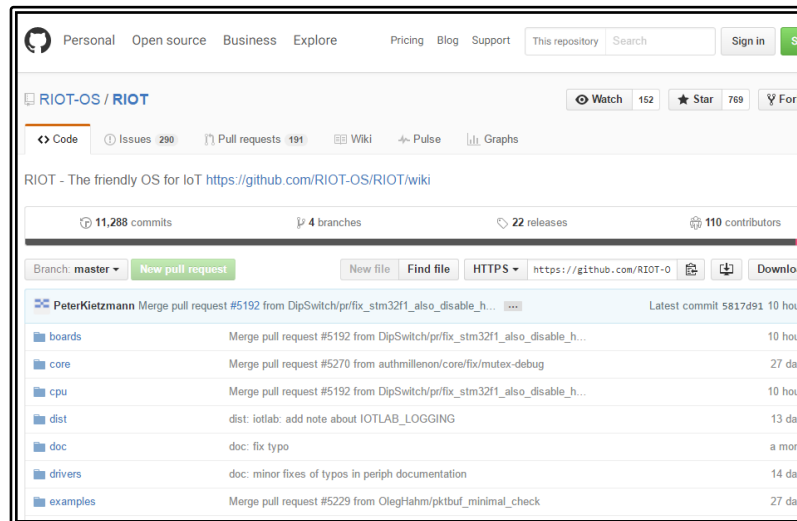 Personal Open source Business Explore Pricing Blog Support This repository Search Sign in
RIOT-OS / RIOT Watch 152 Star 769
Code Issues 290 Pull requests 191 Wiki Pulse Graphs
RIOT - The friendly OS for IoT https://github.com/RIOT-OS/RIOT/wiki
11,288 commits 4 branches 22 releases 110 contributors
Branch: master New pull request New file Find file HTTPS https://github.com/RIOT-O
PeterKietzmann Merge pull request #5192 from DipSwitch/pr/fix_stm32f1_also_disable_h... ... Latest commit 5817d91 10
boards Merge pull request #5192 from DipSwitch/pr/fix_stm32f1_also_disable_h... 10
core Merge pull request #5270 from authmillenon/core/fix/mutex-debug 27
cpu Merge pull request #5192 from DipSwitch/pr/fix_stm32f1_also_disable_h... 10
dist dist: iotlab: add note about IOTLAB_LOGGING 13
doc doc: fix typo a
drivers doc: minor fixes of typos in periph documentation 14
examples Merge pull request #5229 from OlegHahm/pktbuf_minimal_check 27